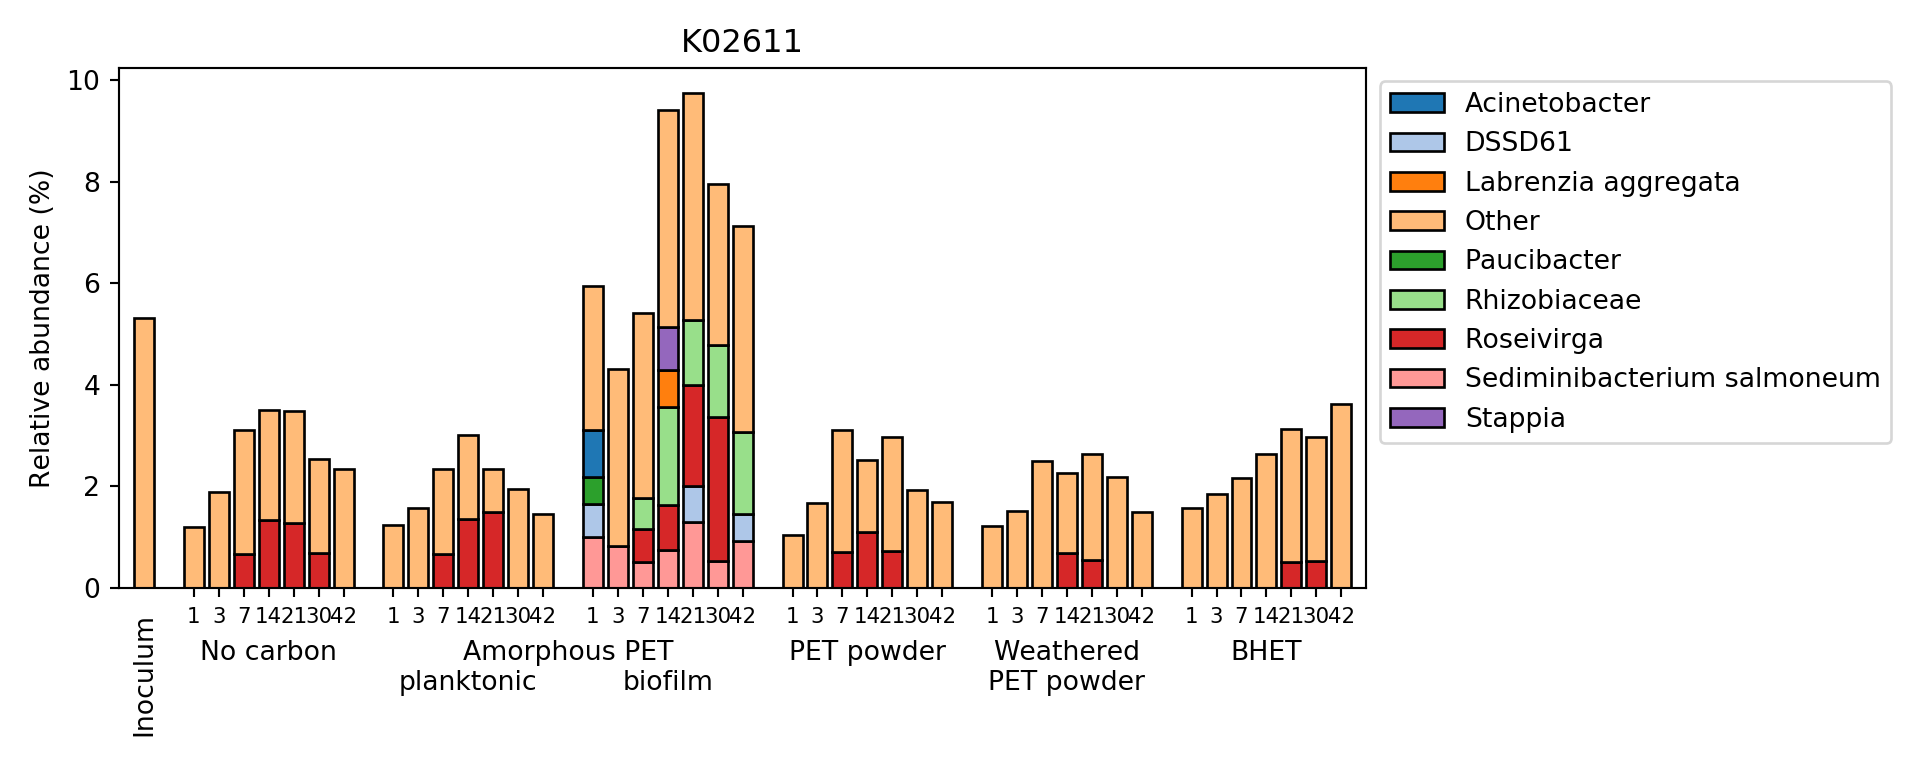 K02611
Relative abundance (%)
10
8
6
4
2
0
Inoculum
1 3 7 14 21 30 42
No carbon
1 3 7 14 21 30 42
Amorphous PET
planktonic
1 3 7 14 21 30 42
biofilm
1 3 7 14 21 30 42
PET powder
1 3 7 14 21 30 42
Weathered
PET powder
1 3 7 14 21 30 42
BHET
Acinetobacter
DSSD61
Labrenzia aggregata
Other
Paucibacter
Rhizobiaceae
Roseivirga
Sediminibacterium salmoneum
Stappia